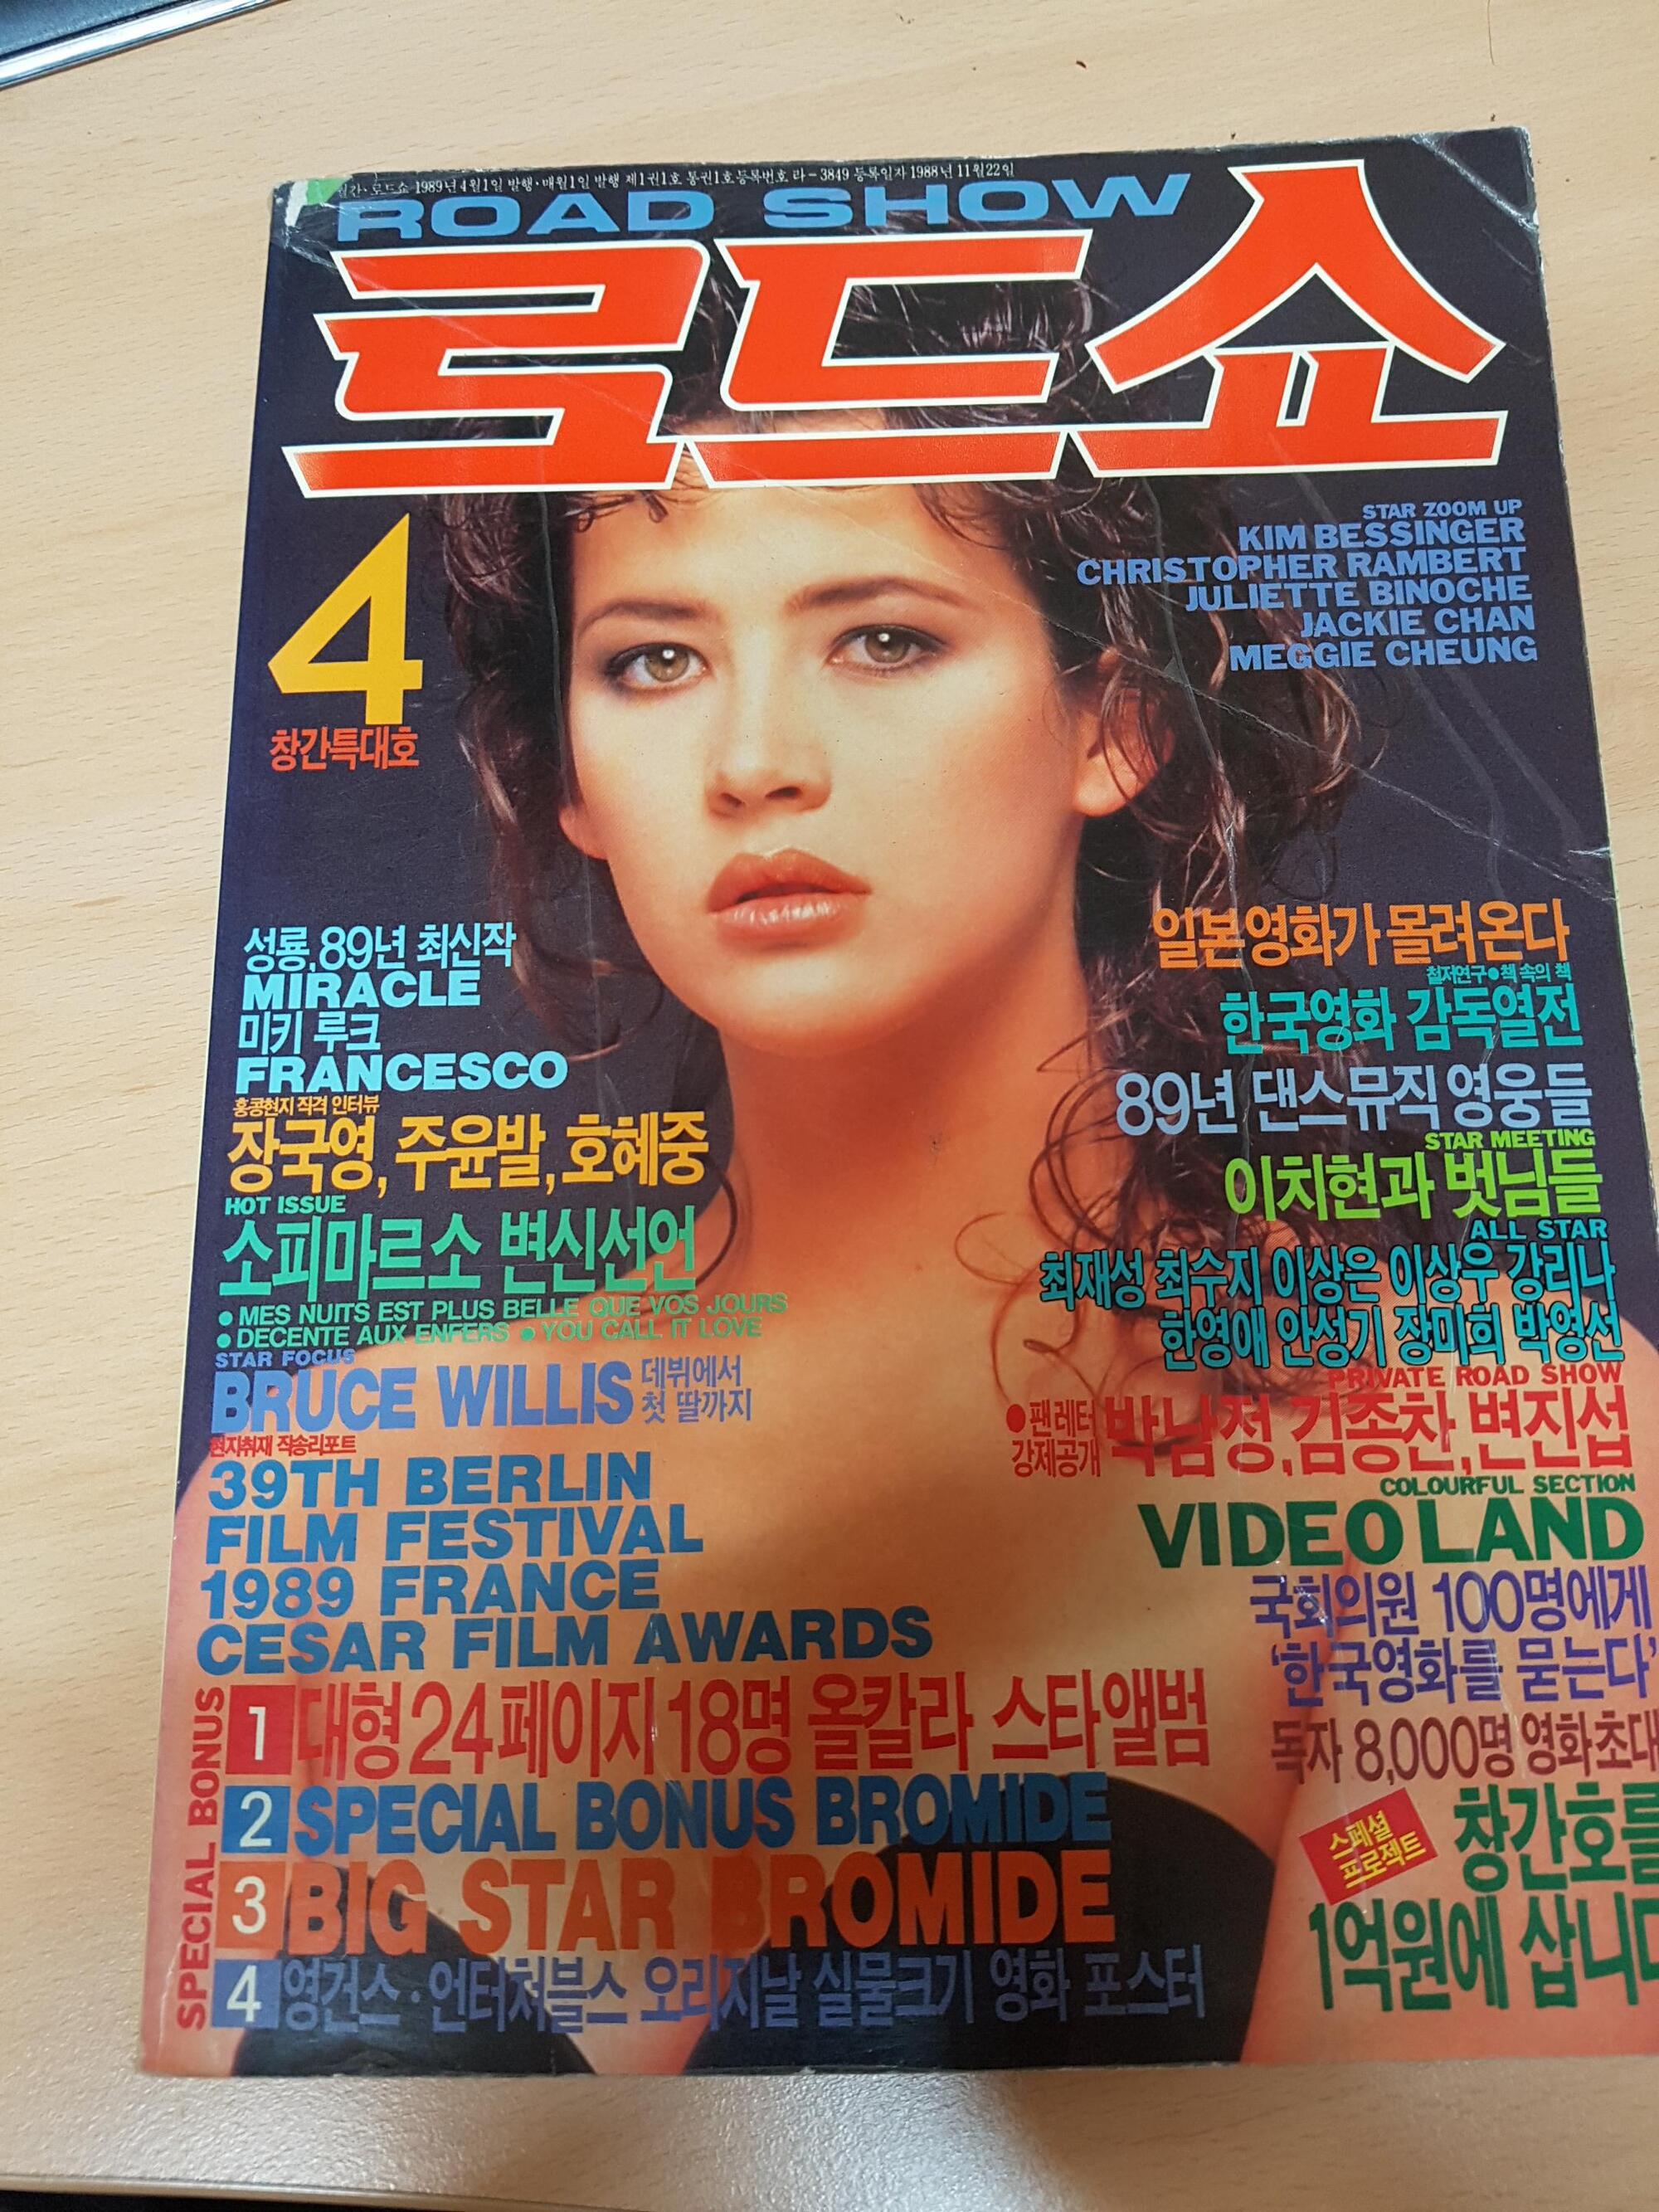 월간·로드쇼 1989년 4월1일 발행·매월1일 발행 제1권1호 통권1호 등록번호 라-3849 등록일자 1988년 11월22일
ROAD SHOW
로드쇼
4
창간특대호
STAR ZOOM UP
KIM BESSINGER
CHRISTOPHER RAMBERT
JULIETTE BINOCHE
JACKIE CHAN
MEGGIE CHEUNG
성룡,89년 최신작
MIRACLE
미키 루크
FRANCESCO
홍콩현지 직격 인터뷰
장국영, 주윤발, 호혜중
HOT ISSUE
소피마르소 변신선언
● MES NUITS EST PLUS BELLE QUE VOS JOURS
● DECENTE AUX ENFERS ● YOU CALL IT LOVE
STAR FOCUS
BRUCE WILLIS 데뷔에서 첫 딸까지
현지취재 직송리포트
39TH BERLIN
FILM FESTIVAL
1989 FRANCE
CESAR FILM AWARDS
일본영화가 몰려온다
철저연구●책 속의 책
한국영화 감독열전
89년 댄스뮤직 영웅들
STAR MEETING
이치현과 벗님들
ALL STAR
최재성 최수지 이상은 이상우 강리나
한영애 안성기 장미희 박영선
PRIVATE ROAD SHOW
●팬레터 강제공개 박남정,김종찬,변진섭
COLOURFUL SECTION
VIDEO LAND
국회의원 100명에게
'한국영화를 묻는다'
독자 8,000명 영화초대
스페셜 프로젝트
창간호를
1억원에 삽니다
SPECIAL BONUS
1 대형 24페이지 18명 올칼라 스타앨범
2 SPECIAL BONUS BROMIDE
3 BIG STAR BROMIDE
4 영건스·언터처블스 오리지날 실물크기 영화 포스터